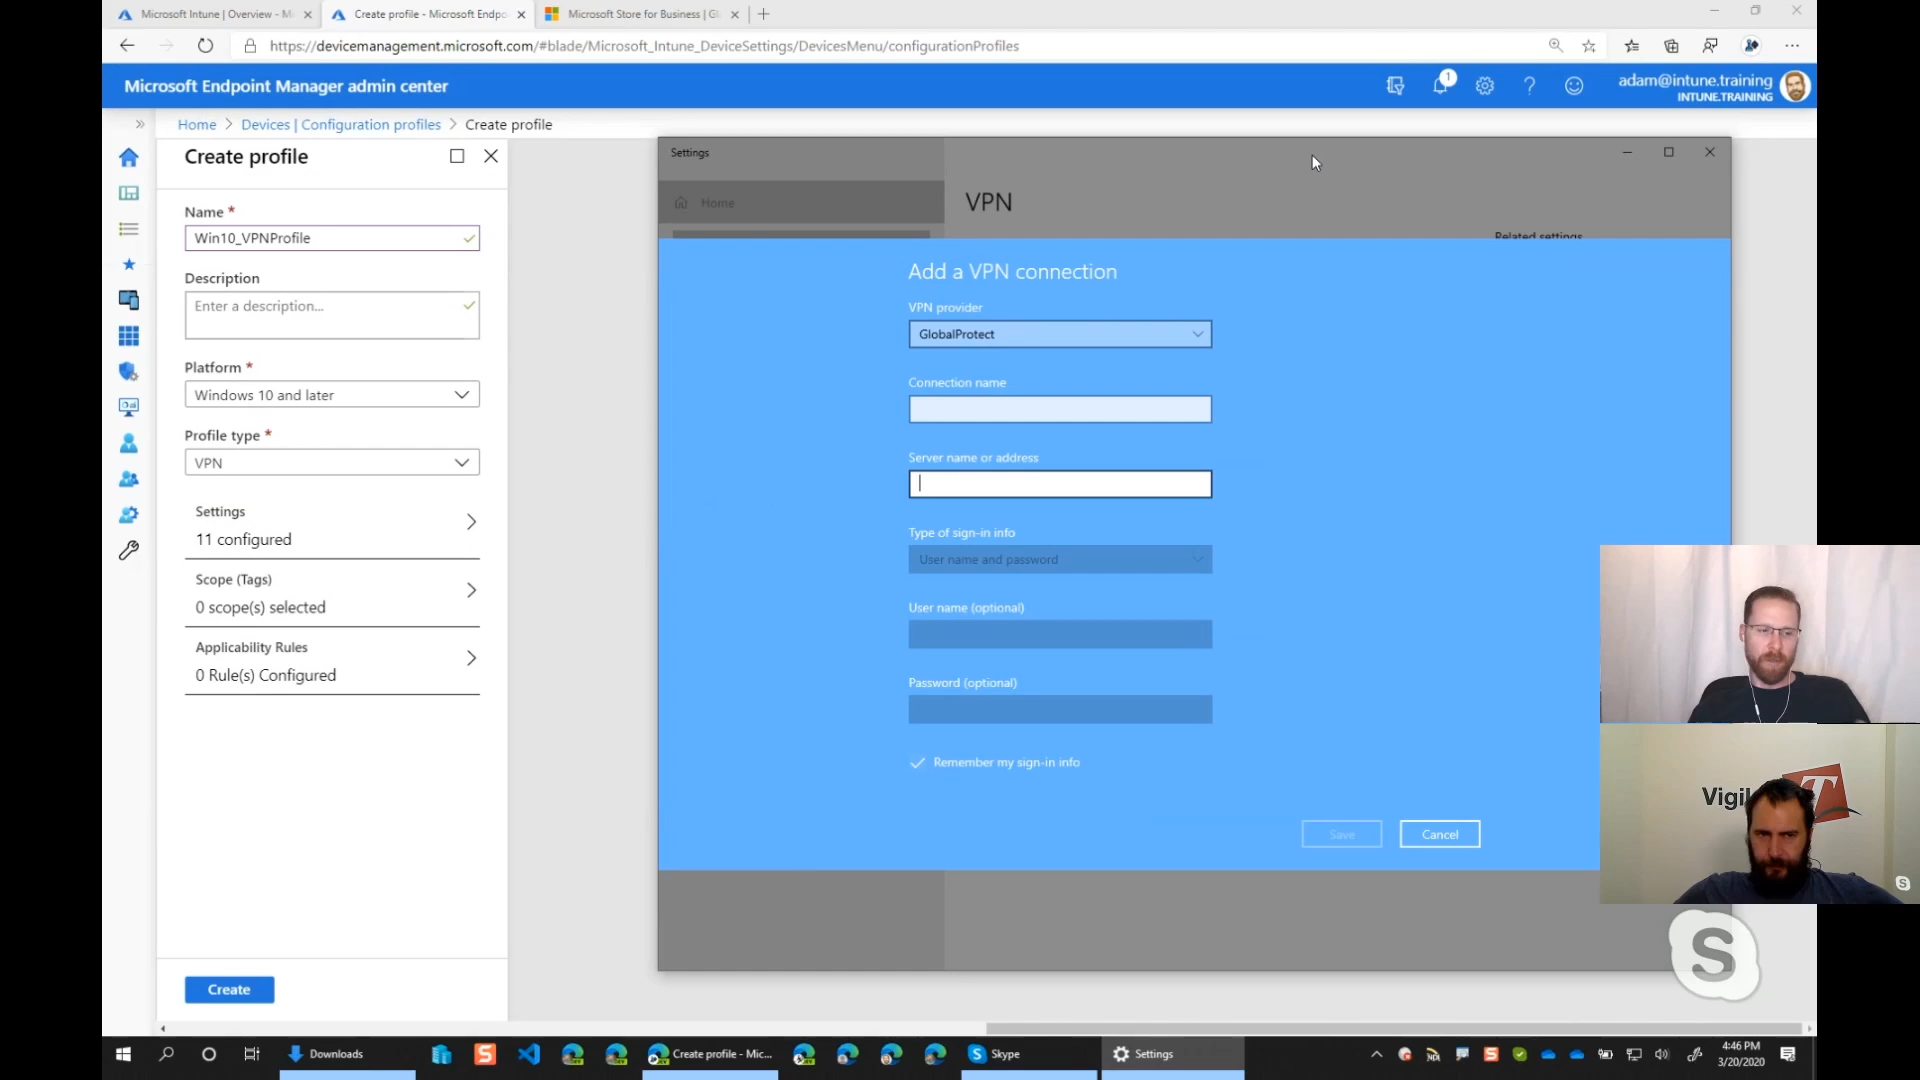 Microsoft Intune | Overview - Mi
Create profile - Microsoft Endpo
Microsoft Store for Business | Gl
https://devicemanagement.microsoft.com/#blade/Microsoft_Intune_DeviceSettings/DevicesMenu/configurationProfiles
Microsoft Endpoint Manager admin center
1
adam@intune.training
INTUNE.TRAINING
Home > Devices | Configuration profiles > Create profile
Create profile
Name *
Win10_VPNProfile
Description
Enter a description...
Platform *
Windows 10 and later
Profile type *
VPN
Settings
11 configured
Scope (Tags)
0 scope(s) selected
Applicability Rules
0 Rule(s) Configured
Create
Settings
Home
VPN
Related settings
Add a VPN connection
VPN provider
GlobalProtect
Connection name
Server name or address
Type of sign-in info
User name and password
User name (optional)
Password (optional)
Remember my sign-in info
Save
Cancel
Vigil
T
S
Downloads
Create profile - Mic...
Skype
Settings
4:46 PM
3/20/2020